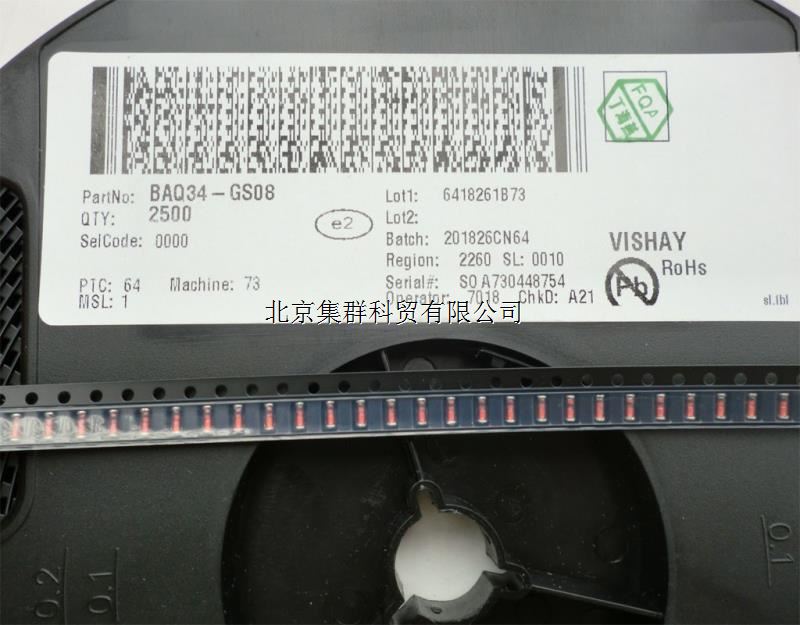 FQA
PartNo: BAQ34-GS08
QTY: 2500
SelCode: 0000
e2
PTC: 64 Machine: 73
MSL: 1
Lot1: 6418261B73
Lot2:
Batch: 201826CN64
Region: 2260 SL: 0010
Serial#: SO A730448754
Operator: 7018 ChkD: A21
VISHAY
Pb RoHs
sl.lbl
北京集群科贸有限公司
0.2
0.1
0.1